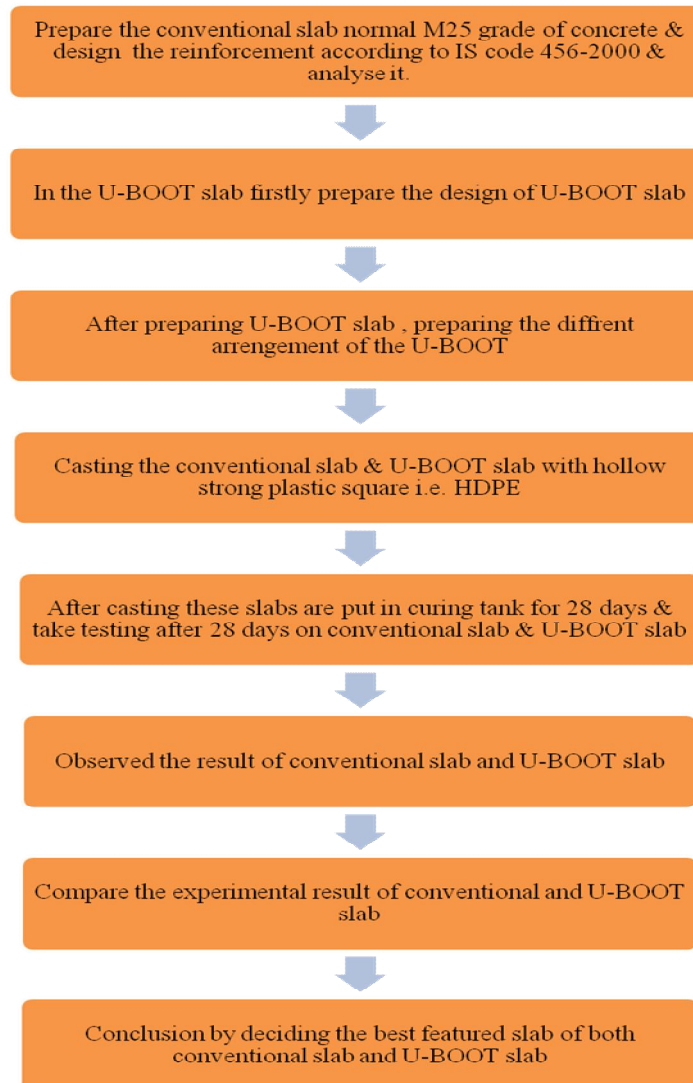 Prepare the conventional slab normal M25 grade of concrete &
design the reinforcement according to IS code 456-2000 &
analyse it.
In the U-BOOT slab firstly prepare the design of U-BOOT slab
After preparing U-BOOT slab , preparing the diffrent
arrengement of the U-BOOT
Casting the conventional slab & U-BOOT slab with hollow
strong plastic square i.e. HDPE
After casting these slabs are put in curing tank for 28 days &
take testing after 28 days on conventional slab & U-BOOT slab
Observed the result of conventional slab and U-BOOT slab
Compare the experimental result of conventional and U-BOOT
slab
Conclusion by deciding the best featured slab of both
conventional slab and U-BOOT slab